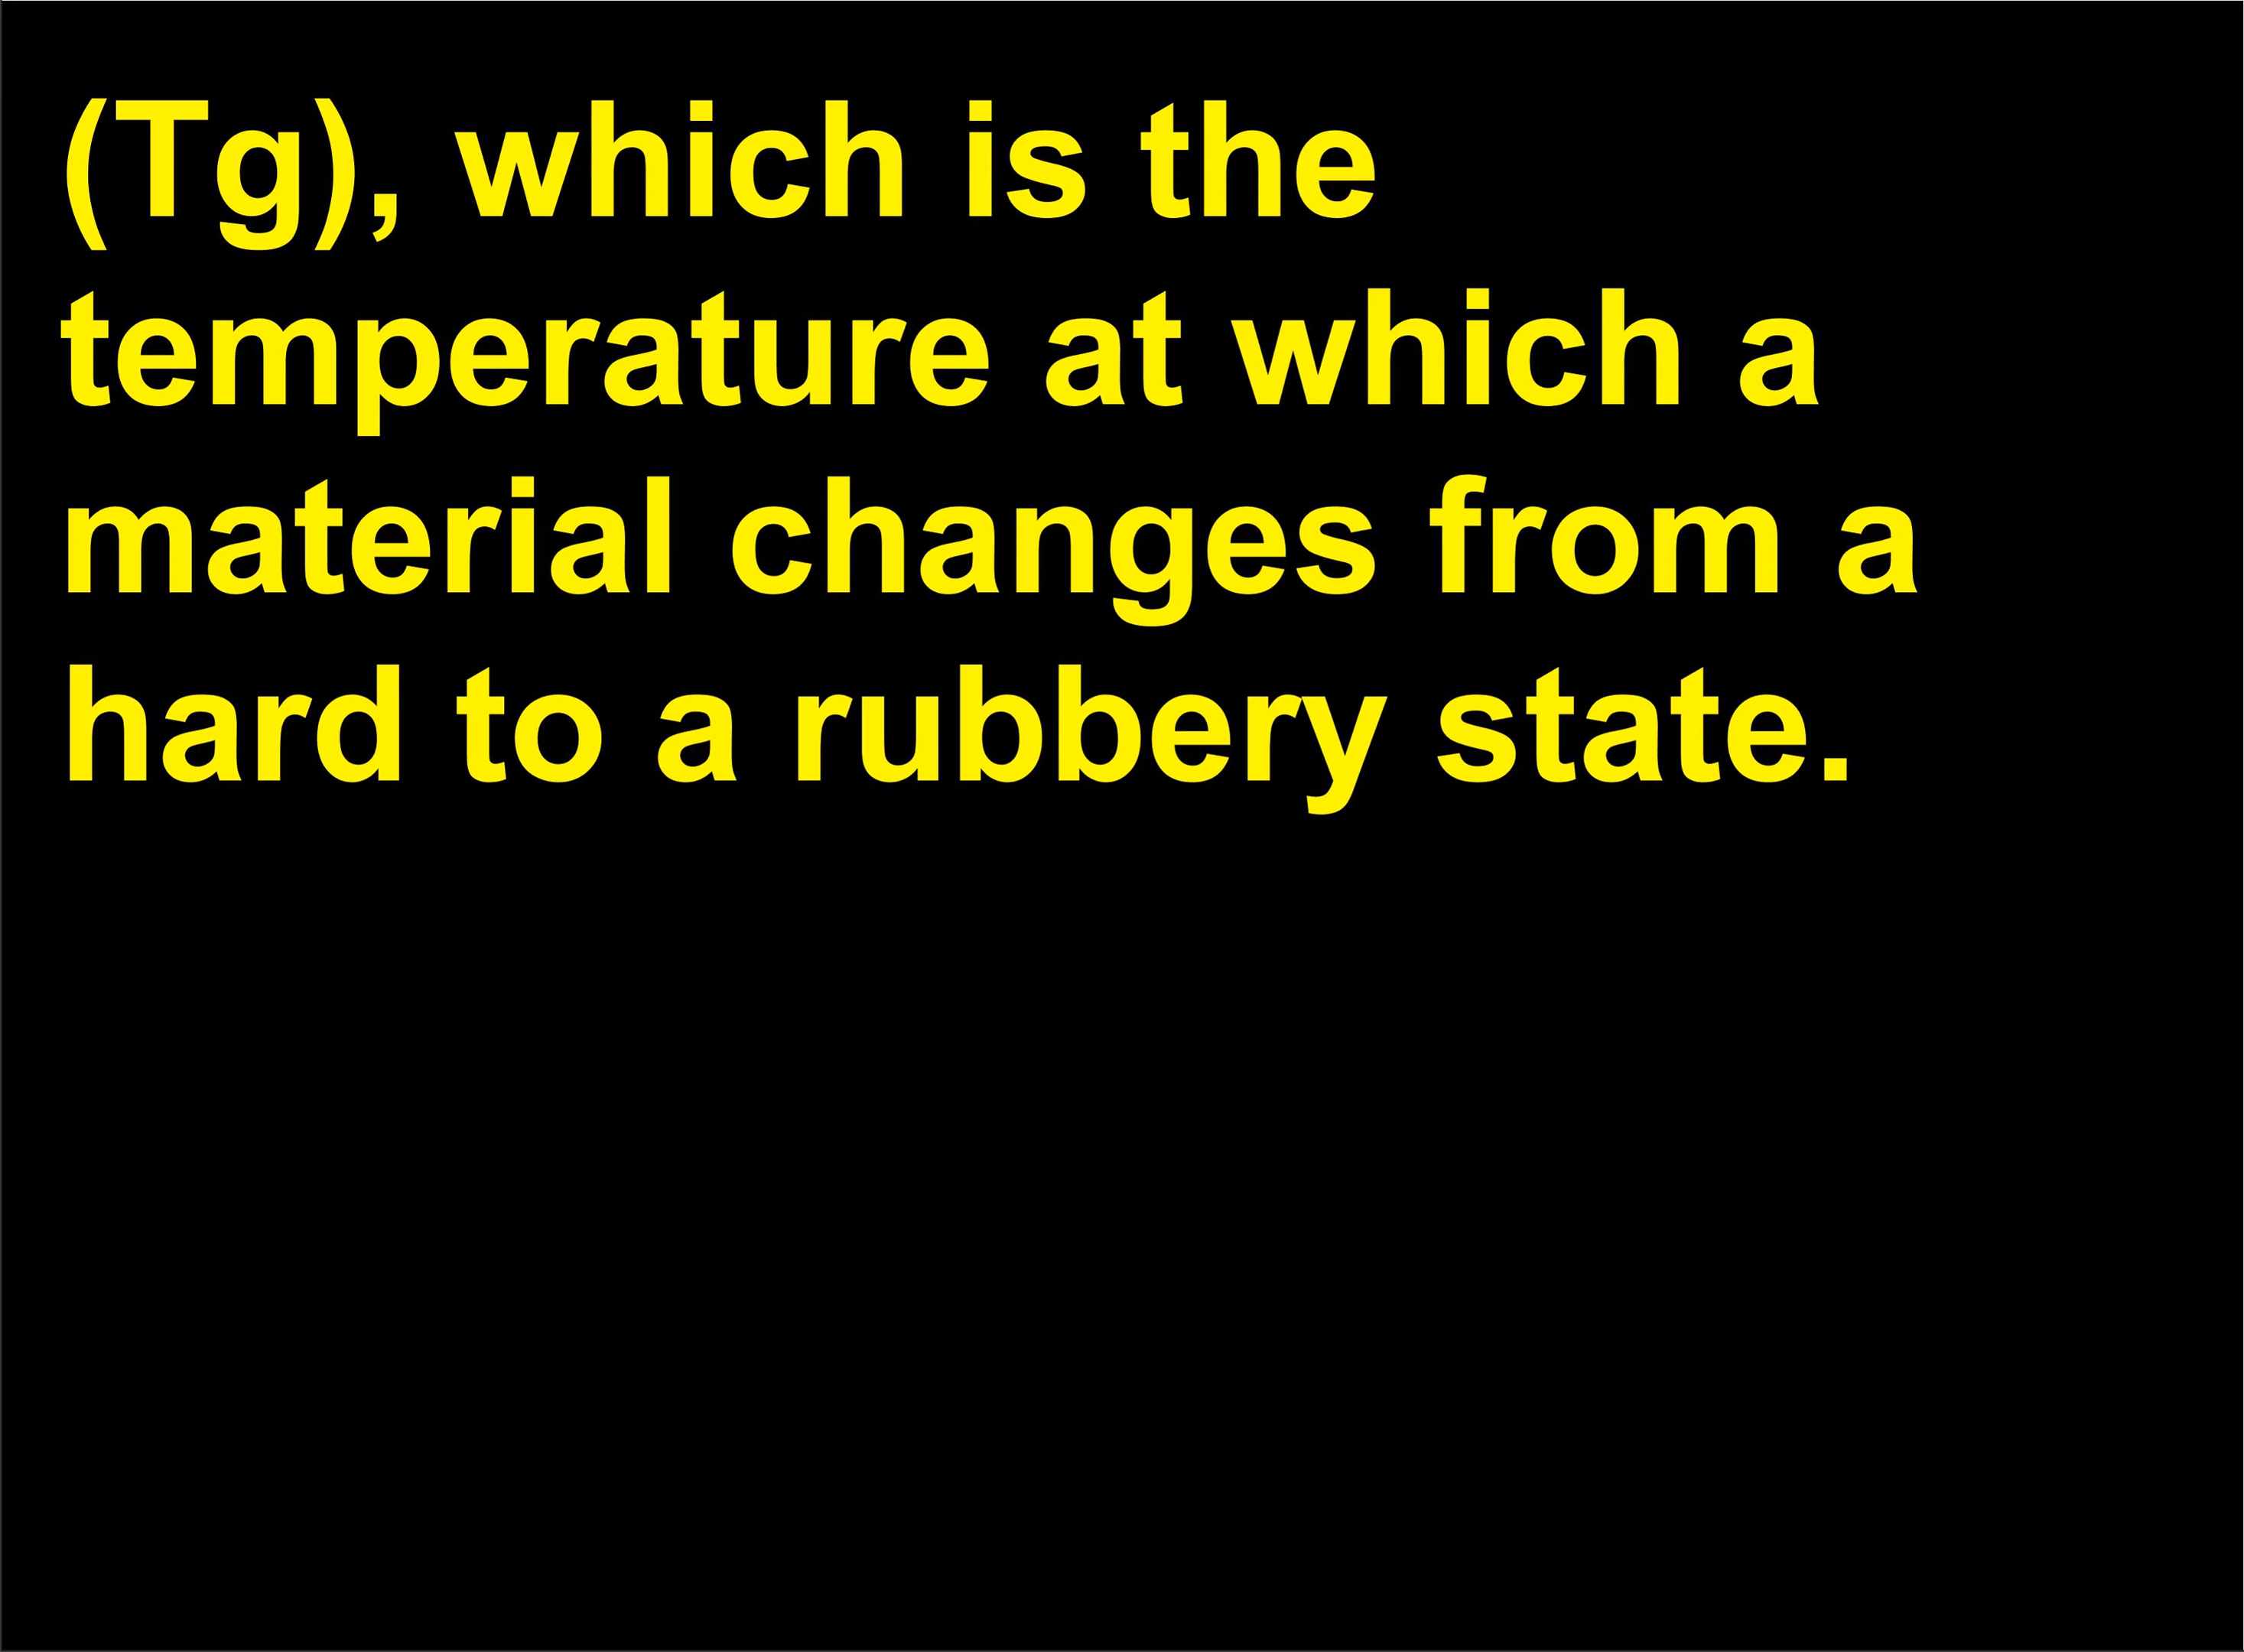 (Tg), which is the
temperature at which a
material changes from a
hard to a rubbery state.